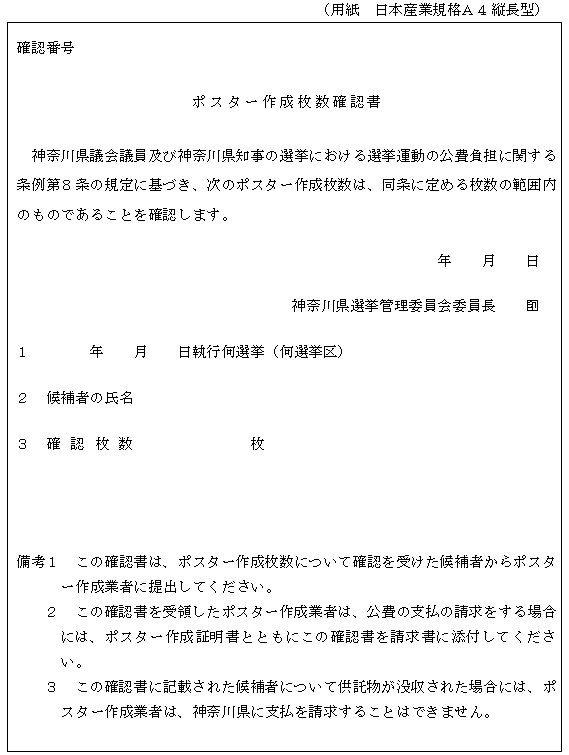 （用紙　日本産業規格Ａ４縦長型）
確認番号
ポスター作成枚数確認書
　神奈川県議会議員及び神奈川県知事の選挙における選挙運動の公費負担に関する
条例第８条の規定に基づき、次のポスター作成枚数は、同条に定める枚数の範囲内
のものであることを確認します。
年　　月　　日
神奈川県選挙管理委員会委員長　　印
１　　　　年　　月　　日執行何選挙（何選挙区）
２　候補者の氏名
３　確　認　枚　数　　　　　　　　枚
備考１　この確認書は、ポスター作成枚数について確認を受けた候補者からポスタ
ー作成業者に提出してください。
２　この確認書を受領したポスター作成業者は、公費の支払の請求をする場合
には、ポスター作成証明書とともにこの確認書を請求書に添付してくださ
い。
３　この確認書に記載された候補者について供託物が没収された場合には、ポ
スター作成業者は、神奈川県に支払を請求することはできません。